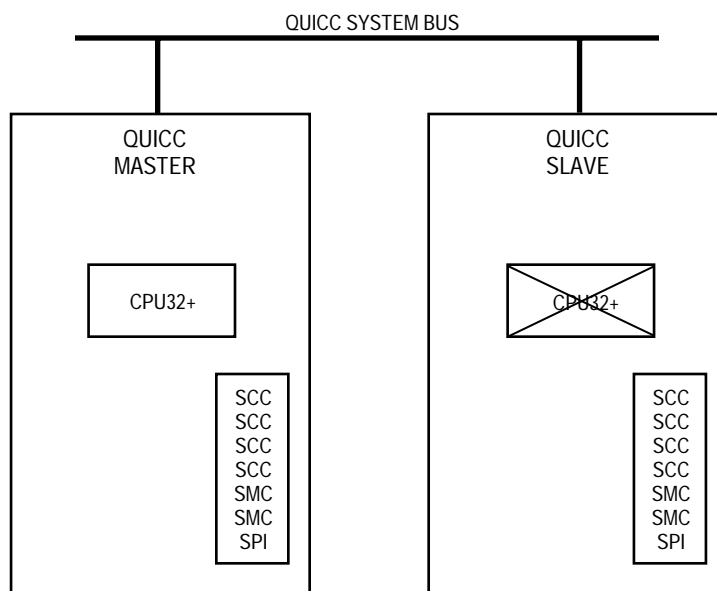 QUICC SYSTEM BUS
QUICC
MASTER
CPU32+
SCC
SCC
SCC
SCC
SMC
SMC
SPI
QUICC
SLAVE
CPU32+
SCC
SCC
SCC
SCC
SMC
SMC
SPI